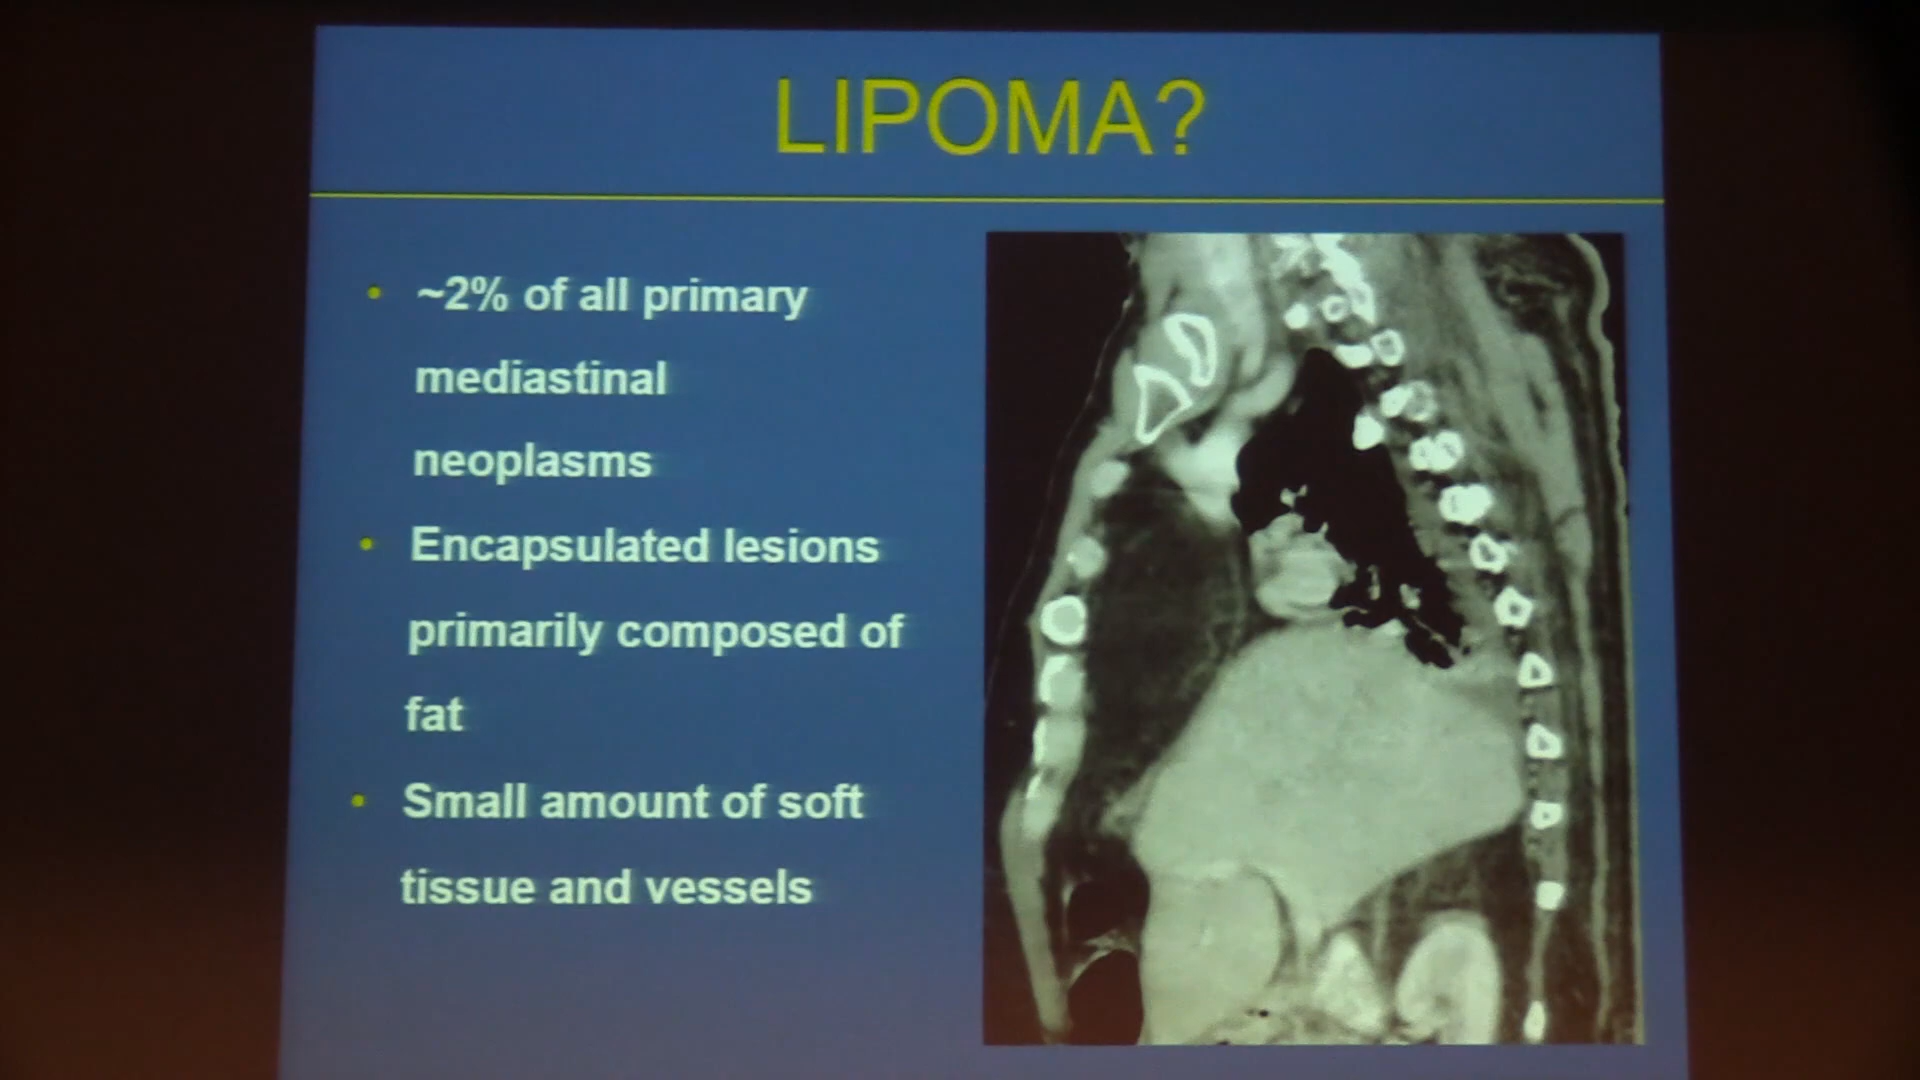 LIPOMA?
• ~2% of all primary
mediastinal
neoplasms
• Encapsulated lesions
primarily composed of
fat
• Small amount of soft
tissue and vessels